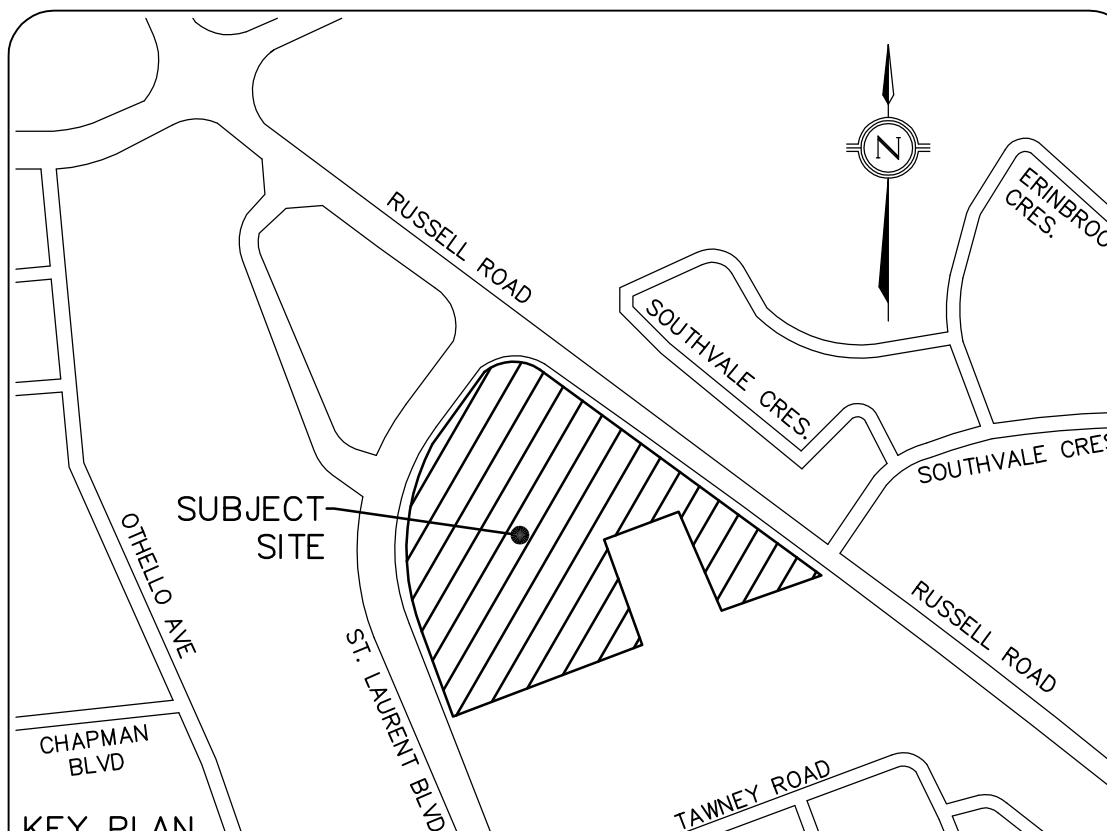 RUSSELL ROAD
N
ERINBROO
CRES.
SOUTHVALE CRES.
SOUTHVALE CRES
SUBJECT
SITE
OTHELLO AVE
RUSSELL ROAD
ST. LAURENT BLVD
CHAPMAN
BLVD
TAWNEY ROAD
KEY PLAN